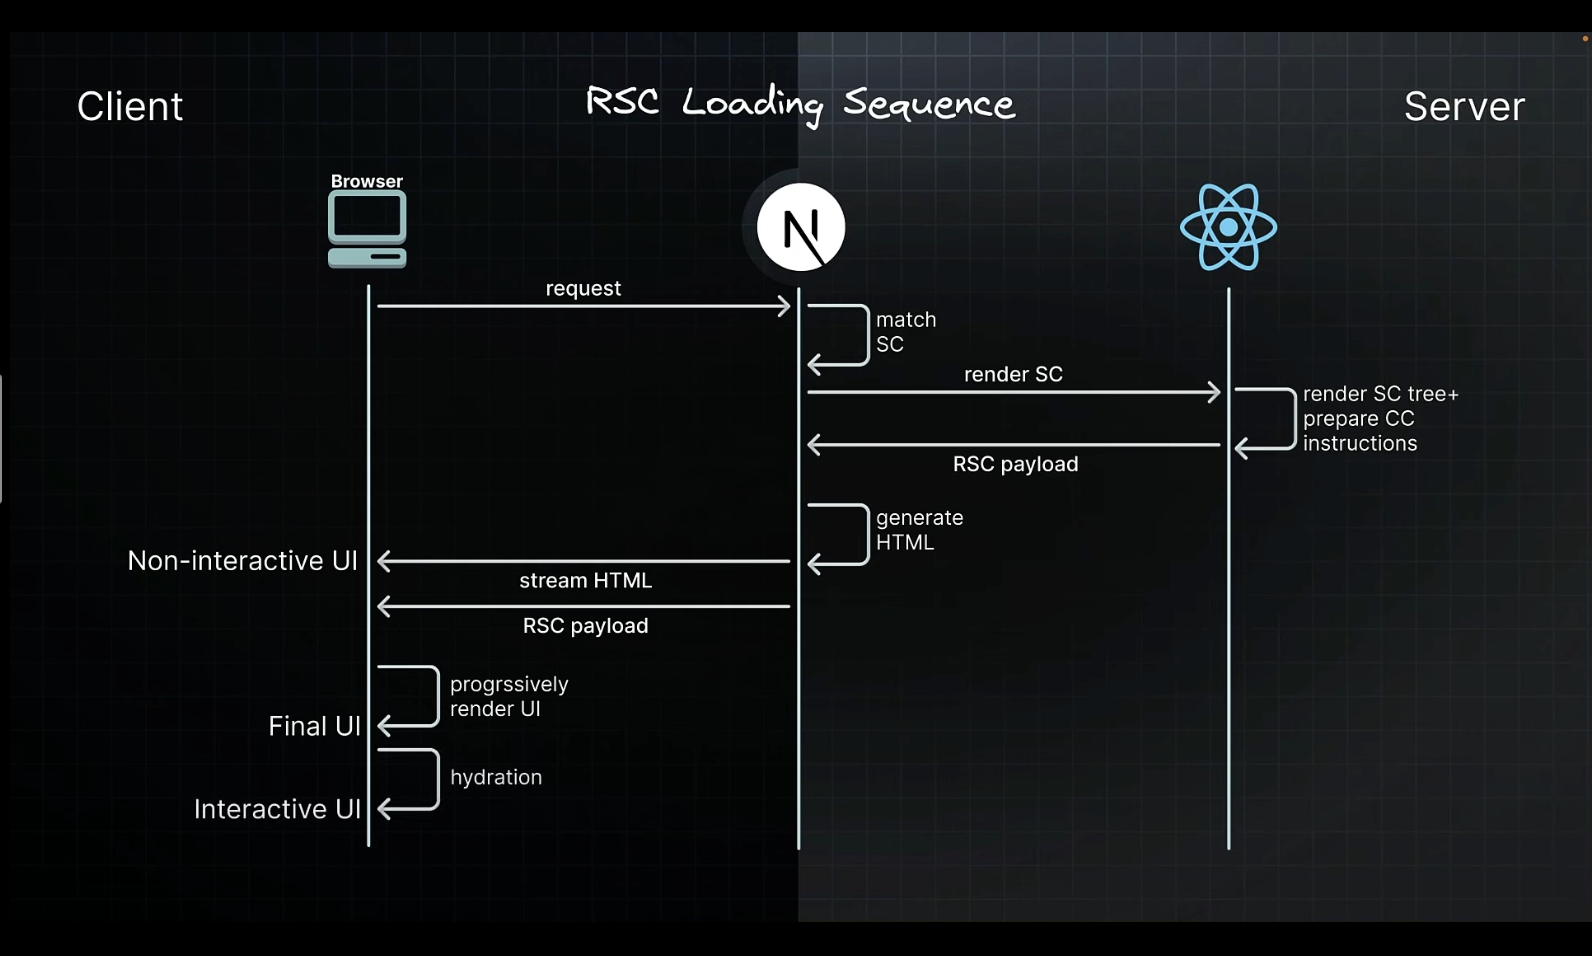 Client
RSC Loading Sequence
Server
Browser
request
match
SC
render SC
render SC tree+
prepare CC
instructions
RSC payload
generate
HTML
Non-interactive UI
stream HTML
RSC payload
progrssively
render UI
Final UI
hydration
Interactive UI